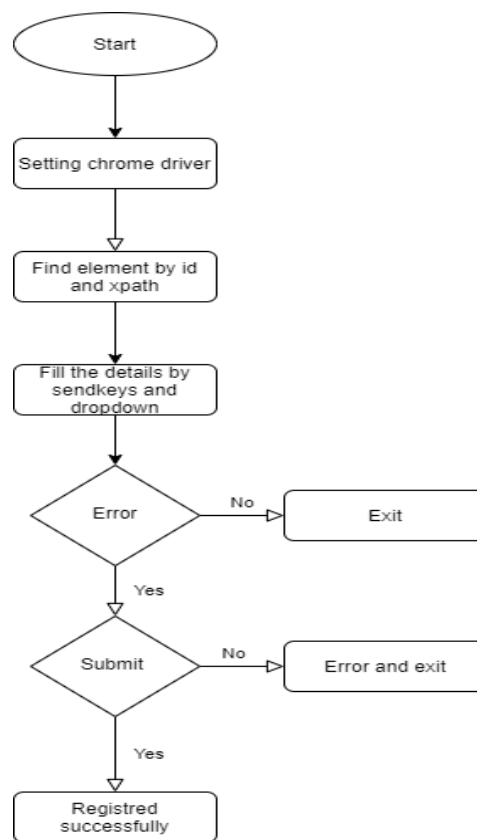 Start
Setting chrome driver
Find element by id
and xpath
Fill the details by
sendkeys and
dropdown
Error
No
Exit
Yes
Submit
No
Error and exit
Yes
Registred
successfully